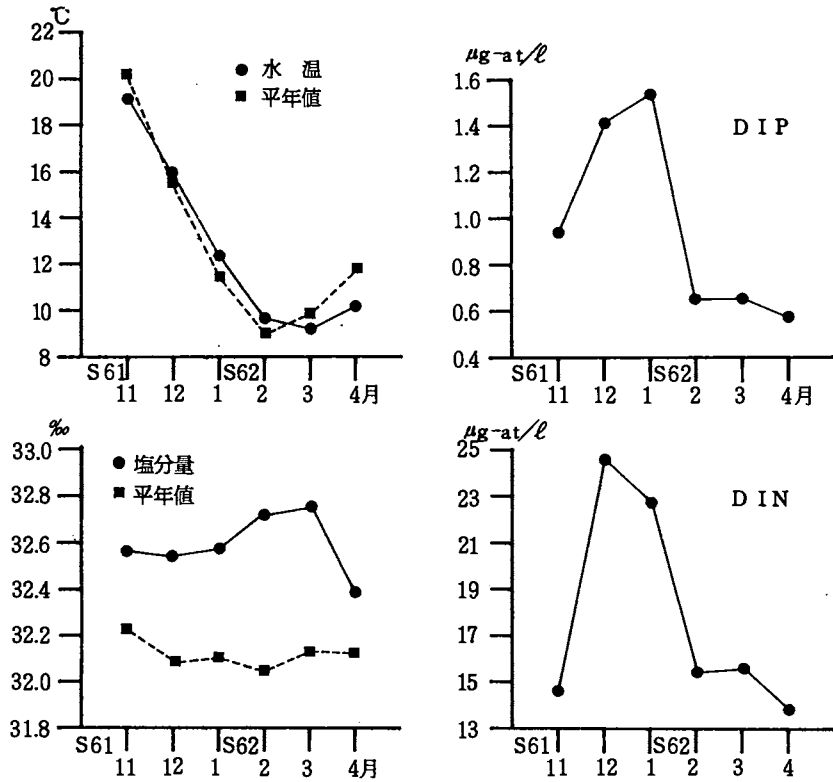 ℃
22
20
18
16
14
12
10
8
● 水 温
■ 平年値
S61 S62
11 12 1 2 3 4月
μg-at/ℓ
1.6
1.4
1.2
1.0
0.8
0.6
0.4
DIP
S61 S62
11 12 1 2 3 4月
‰
33.0
32.8
32.6
32.4
32.2
32.0
31.8
● 塩分量
■ 平年値
S61 S62
11 12 1 2 3 4月
μg-at/ℓ
25
23
21
19
17
15
13
DIN
S61 S62
11 12 1 2 3 4